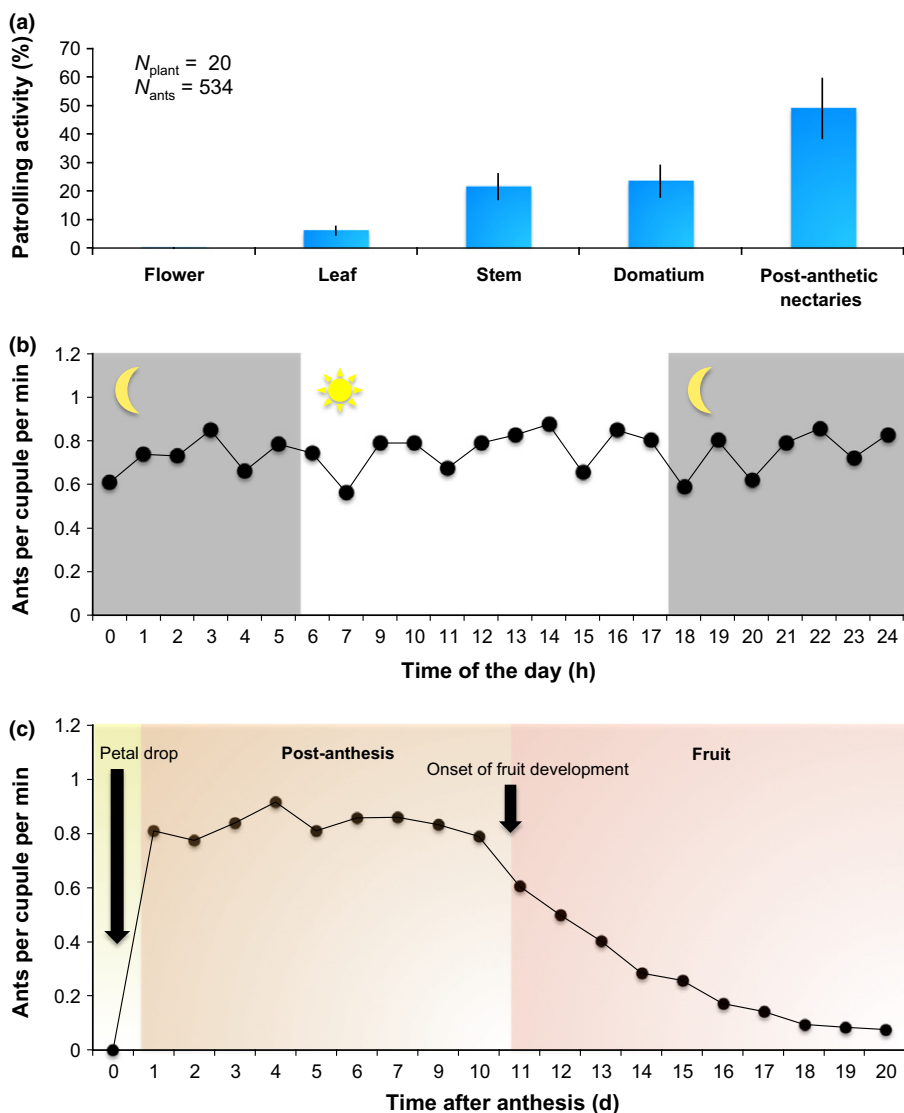 (a)
Patrolling activity (%)
70
60
50
40
30
20
10
0
N plant = 20
N ants = 534
Flower Leaf Stem Domatium Post-anthetic
nectaries
(b)
Ants per cupule per min
1.2
1
0.8
0.6
0.4
0.2
0
0 1 2 3 4 5 6 7 9 10 11 12 13 14 15 16 17 18 19 20 21 22 23 24
Time of the day (h)
(c)
Ants per cupule per min
1.2
1
0.8
0.6
0.4
0.2
0
Petal drop
Post-anthesis
Onset of fruit development
Fruit
0 1 2 3 4 5 6 7 9 10 11 12 13 14 15 16 17 18 19 20
Time after anthesis (d)